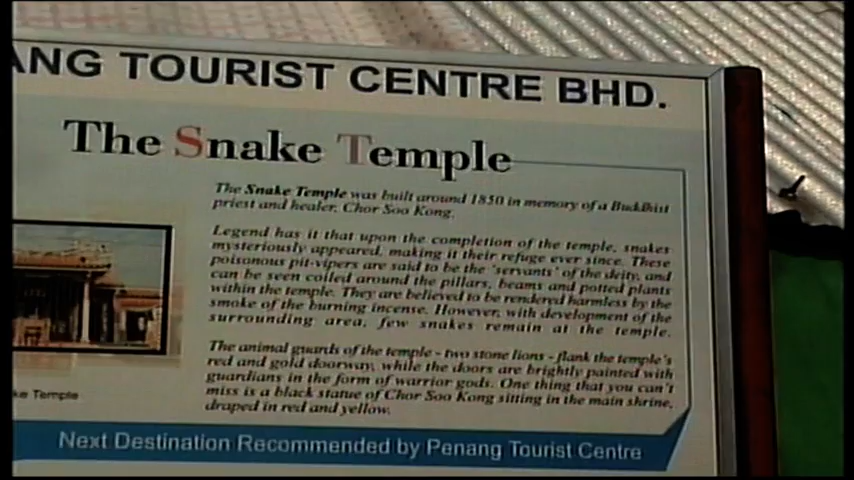 ANG TOURIST CENTRE BHD.
The Snake Temple
The Snake Temple was built around 1850 in memory of a Buddhist
priest and healer, Chor Soo Kong.
Legend has it that upon the completion of the temple, snakes
mysteriously appeared, making it their refuge ever since. These
poisonous pit-vipers are said to be the 'servants' of the deity, and
can be seen coiled around the pillars, beams and potted plants
within the temple. They are believed to be rendered harmless by the
smoke of the burning incense. However, with development of the
surrounding area, few snakes remain at the temple.
The animal guards of the temple - two stone lions - flank the temple's
red and gold doorway, while the doors are brightly painted with
guardians in the form of warrior gods. One thing that you can't
miss is a black statue of Chor Soo Kong sitting in the main shrine,
draped in red and yellow.
ke Temple
Next Destination Recommended by Penang Tourist Centre